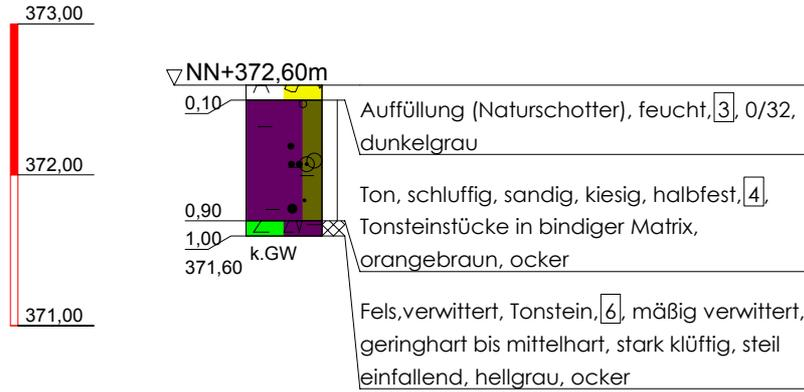 373,00
NN+372,60m
0,10
Auffüllung (Naturschotter), feucht, 3, 0/32,
dunkelgrau
372,00
Ton, schluffig, sandig, kiesig, halbfest, 4,
Tonsteinstücke in bindiger Matrix,
orangebraun, ocker
0,90
1,00
371,60
k.GW
Fels,verwittert, Tonstein, 6, mäßig verwittert,
geringhart bis mittelhart, stark klüftig, steil
einfallend, hellgrau, ocker
371,00